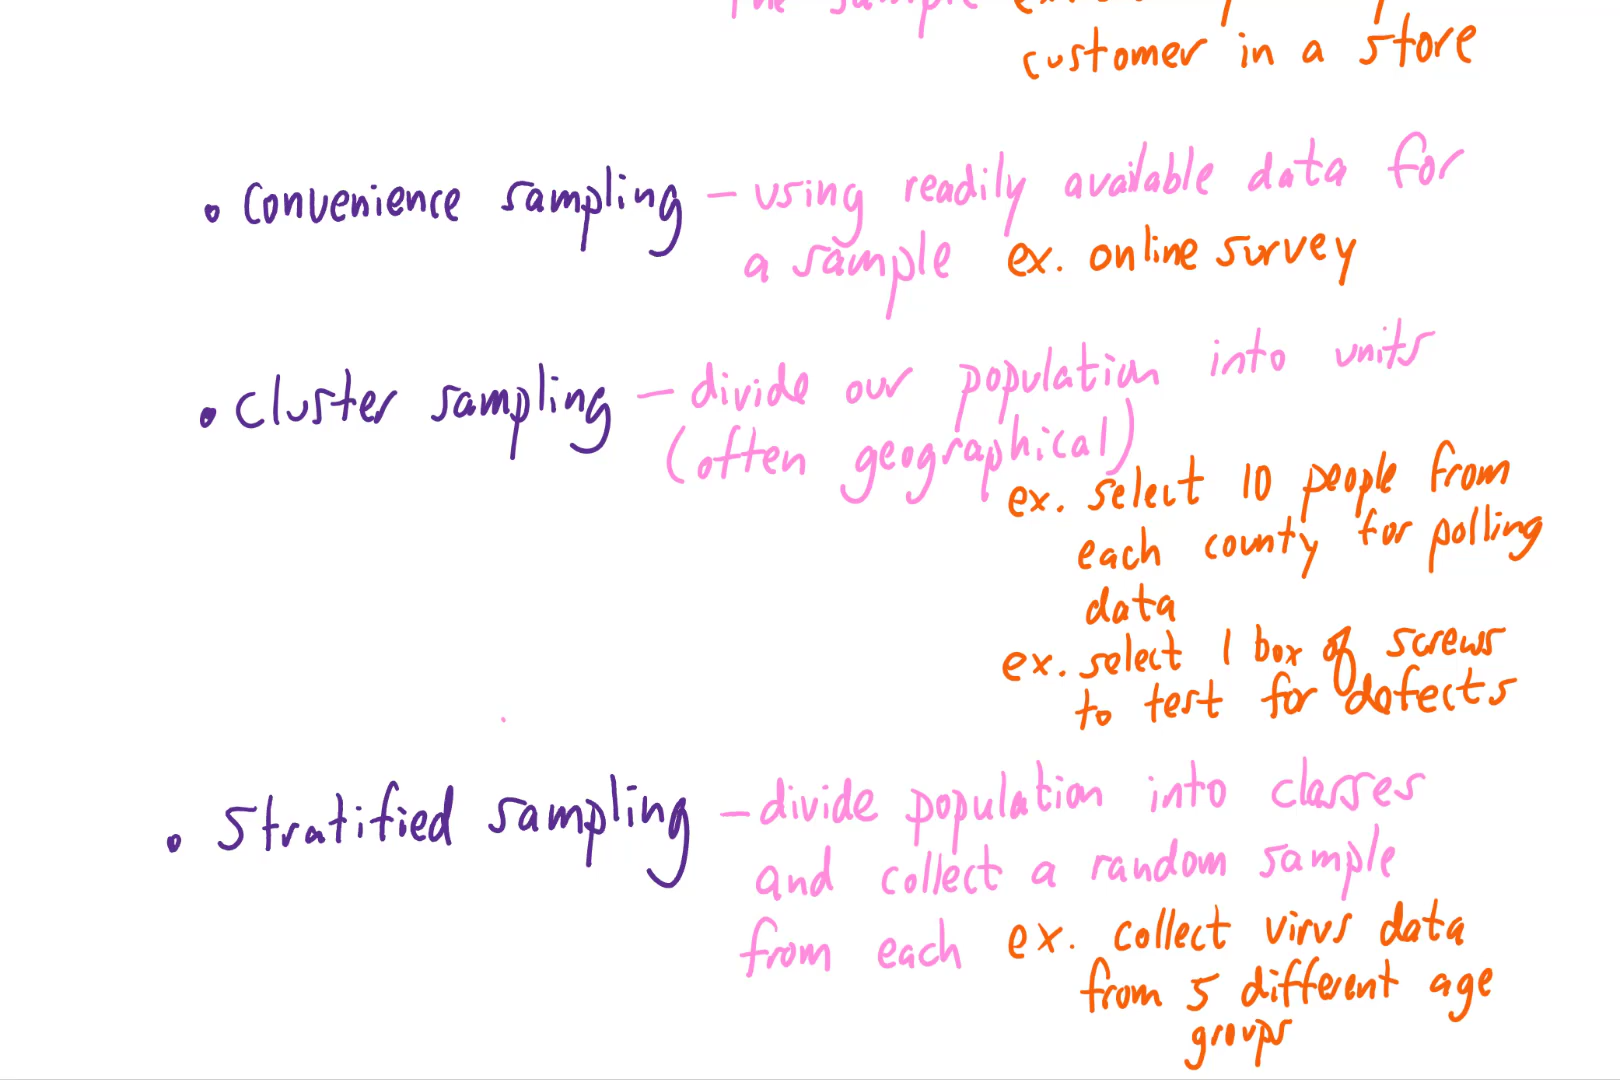 the sample ex.
customer in a store
• Convenience sampling – using readily available data for
a sample ex. online survey
• Cluster sampling – divide our population into units
(often geographical)
ex. select 10 people from
each county for polling
data
ex. select 1 box of screws
to test for defects
• Stratified sampling – divide population into classes
and collect a random sample
from each ex. collect virus data
from 5 different age
groups